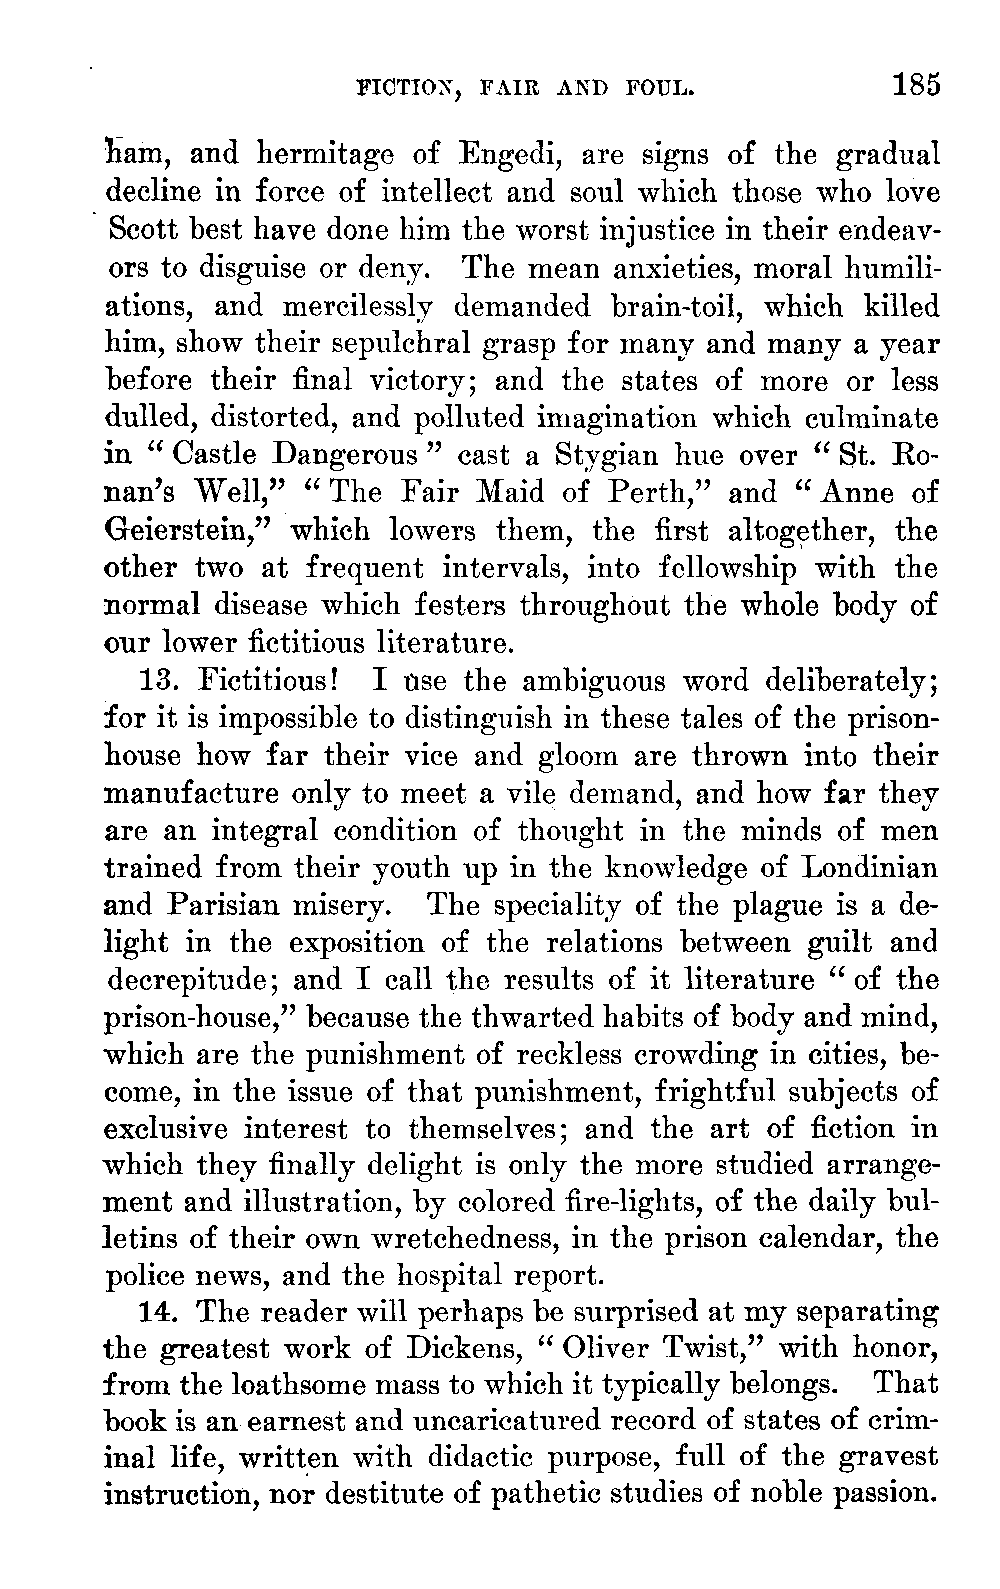 FICTION, FAIR AND FOUL. 185
ham, and hermitage of Engedi, are signs of the gradual
decline in force of intellect and soul which those who love
Scott best have done him the worst injustice in their endeav-
ors to disguise or deny. The mean anxieties, moral humili-
ations, and mercilessly demanded brain-toil, which killed
him, show their sepulchral grasp for many and many a year
before their final victory; and the states of more or less
dulled, distorted, and polluted imagination which culminate
in “ Castle Dangerous ” cast a Stygian hue over “ St. Ro-
nan’s Well,” “ The Fair Maid of Perth,” and “ Anne of
Geierstein,” which lowers them, the first altogether, the
other two at frequent intervals, into fellowship with the
normal disease which festers throughout the whole body of
our lower fictitious literature.
13. Fictitious! I use the ambiguous word deliberately;
for it is impossible to distinguish in these tales of the prison-
house how far their vice and gloom are thrown into their
manufacture only to meet a vile demand, and how far they
are an integral condition of thought in the minds of men
trained from their youth up in the knowledge of Londinian
and Parisian misery. The speciality of the plague is a de-
light in the exposition of the relations between guilt and
decrepitude; and I call the results of it literature “ of the
prison-house,” because the thwarted habits of body and mind,
which are the punishment of reckless crowding in cities, be-
come, in the issue of that punishment, frightful subjects of
exclusive interest to themselves; and the art of fiction in
which they finally delight is only the more studied arrange-
ment and illustration, by colored fire-lights, of the daily bul-
letins of their own wretchedness, in the prison calendar, the
police news, and the hospital report.
14. The reader will perhaps be surprised at my separating
the greatest work of Dickens, “ Oliver Twist,” with honor,
from the loathsome mass to which it typically belongs. That
book is an earnest and uncaricatured record of states of crim-
inal life, written with didactic purpose, full of the gravest
instruction, nor destitute of pathetic studies of noble passion.